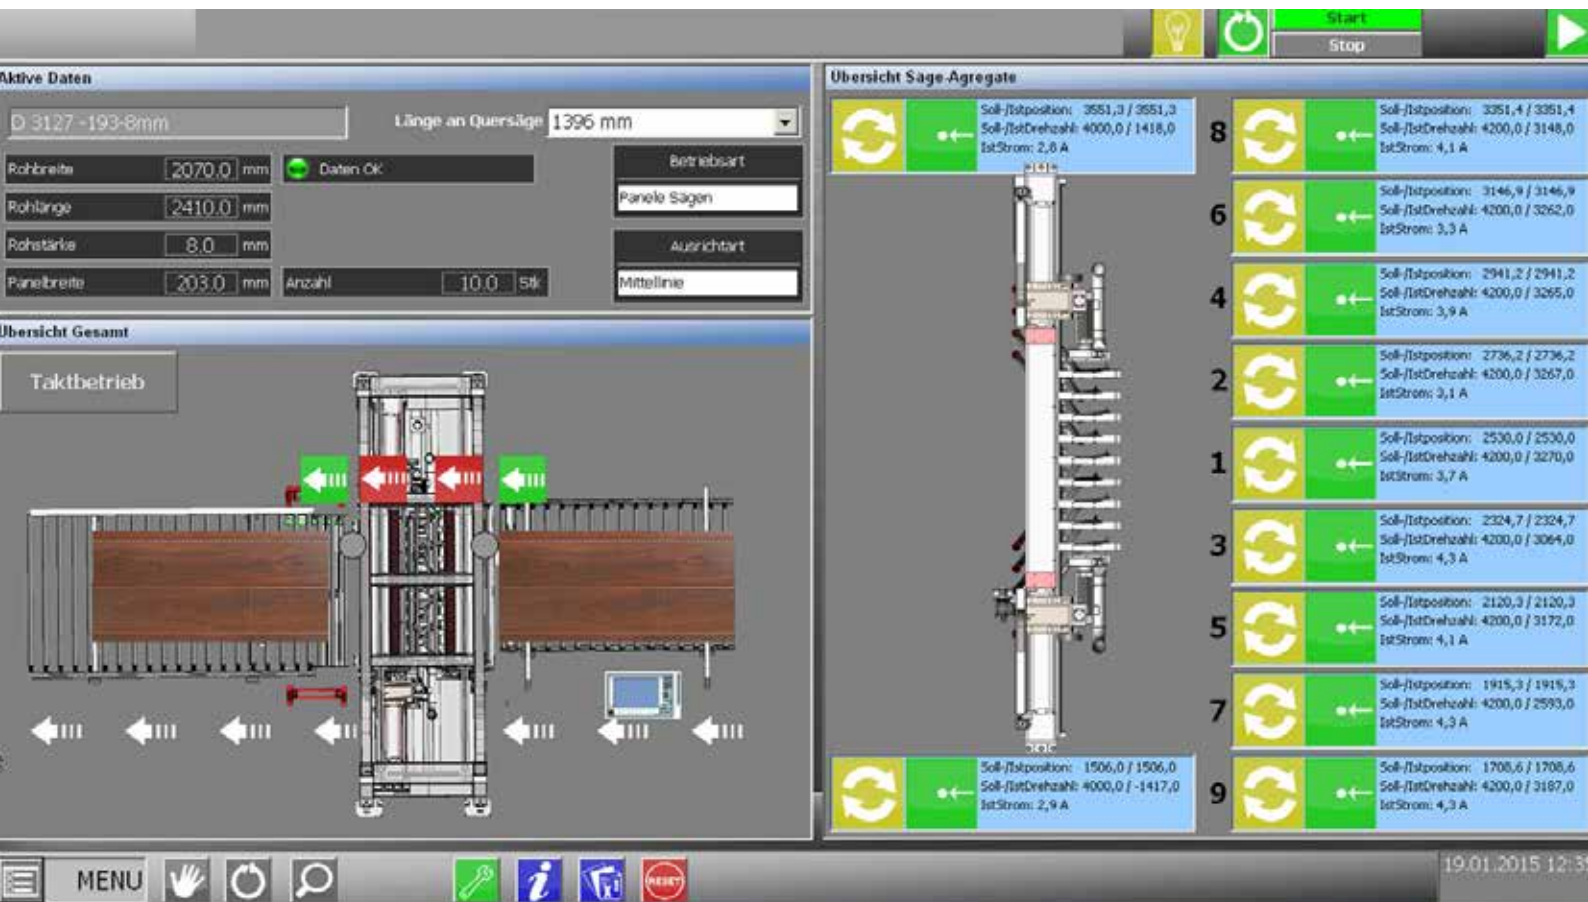 Start
Stop
Aktive Daten
D 3127 -193-8mm
Länge an Quersäge 1396 mm
Rohbreite 2070.0 mm
Daten OK
Betriebsart
Panele Sägen
Rohlänge 2410.0 mm
Rohstärke 8.0 mm
Ausrichtart
Mittellinie
Panelbreite 203.0 mm
Anzahl 10.0 Stk
Übersicht Gesamt
Taktbetrieb
Übersicht Säge-Agregate
Soll-/Istposition: 3551,3 / 3551,3
Soll-/IstDrehzahl: 4000,0 / 1418,0
IstStrom: 2,8 A
8
Soll-/Istposition: 3351,4 / 3351,4
Soll-/IstDrehzahl: 4200,0 / 3148,0
IstStrom: 4,1 A
6
Soll-/Istposition: 3146,9 / 3146,9
Soll-/IstDrehzahl: 4200,0 / 3262,0
IstStrom: 3,3 A
4
Soll-/Istposition: 2941,2 / 2941,2
Soll-/IstDrehzahl: 4200,0 / 3265,0
IstStrom: 3,9 A
2
Soll-/Istposition: 2736,2 / 2736,2
Soll-/IstDrehzahl: 4200,0 / 3267,0
IstStrom: 3,1 A
1
Soll-/Istposition: 2530,0 / 2530,0
Soll-/IstDrehzahl: 4200,0 / 3270,0
IstStrom: 3,7 A
3
Soll-/Istposition: 2324,7 / 2324,7
Soll-/IstDrehzahl: 4200,0 / 3064,0
IstStrom: 4,3 A
5
Soll-/Istposition: 2120,3 / 2120,3
Soll-/IstDrehzahl: 4200,0 / 3172,0
IstStrom: 4,1 A
7
Soll-/Istposition: 1915,3 / 1915,3
Soll-/IstDrehzahl: 4200,0 / 2593,0
IstStrom: 4,3 A
Soll-/Istposition: 1506,0 / 1506,0
Soll-/IstDrehzahl: 4000,0 / -1417,0
IstStrom: 2,9 A
9
Soll-/Istposition: 1708,6 / 1708,6
Soll-/IstDrehzahl: 4200,0 / 3187,0
IstStrom: 4,3 A
MENU
i
RESET
19.01.2015 12:39